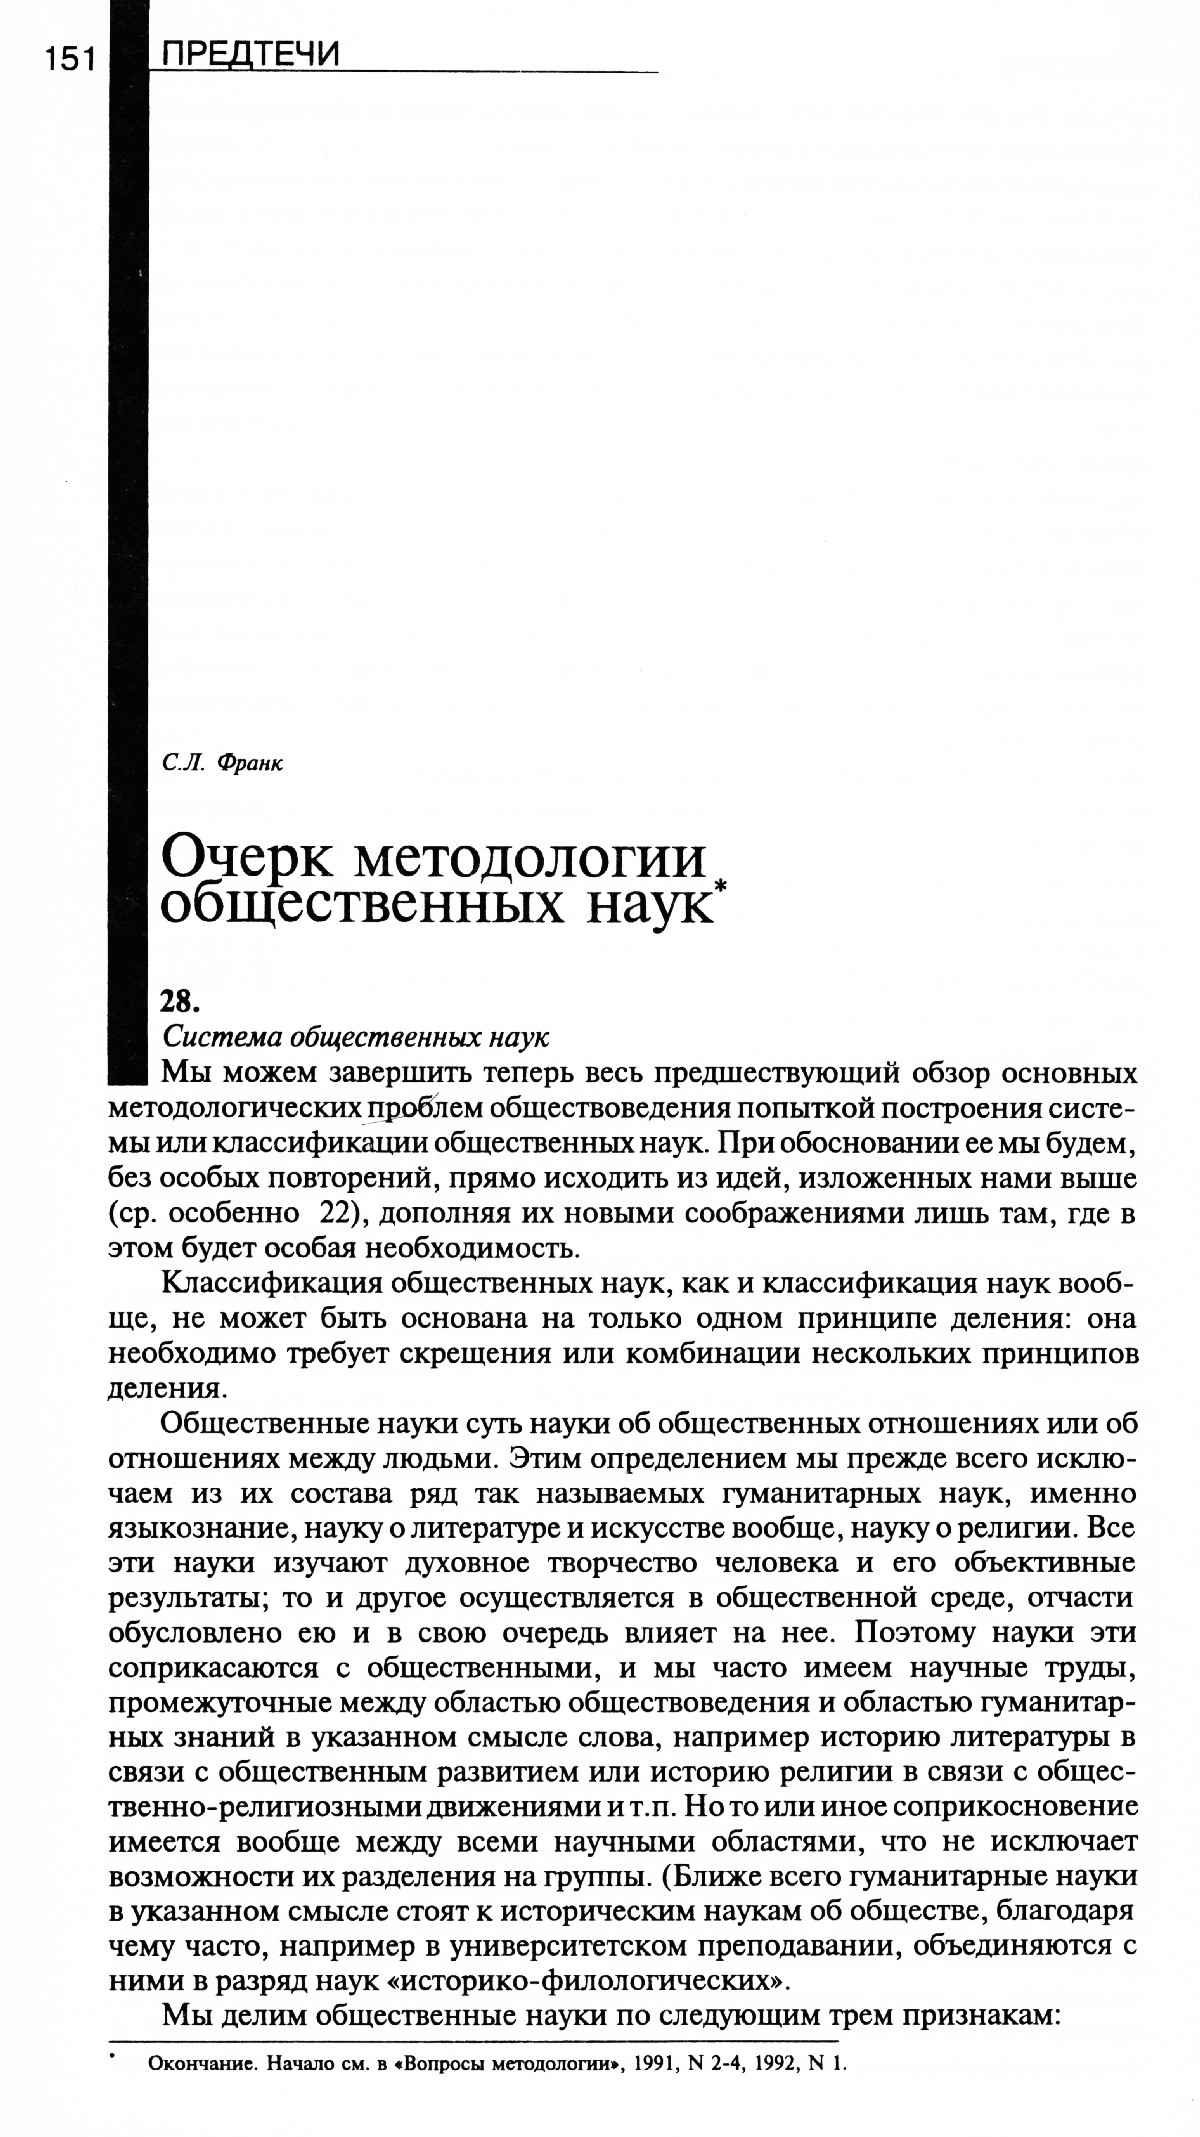 151
ПРЕДТЕЧИ
С.Л. Франк
Очерк методологии
общественных наук*
28.
Система общественных наук
Мы можем завершить теперь весь предшествующий обзор основных
методологических проблем обществоведения попыткой построения систе-
мы или классификации общественных наук. При обосновании ее мы будем,
без особых повторений, прямо исходить из идей, изложенных нами выше
(ср. особенно 22), дополняя их новыми соображениями лишь там, где в
этом будет особая необходимость.
Классификация общественных наук, как и классификация наук вооб-
ще, не может быть основана на только одном принципе деления: она
необходимо требует скрещения или комбинации нескольких принципов
деления.
Общественные науки суть науки об общественных отношениях или об
отношениях между людьми. Этим определением мы прежде всего исклю-
чаем из их состава ряд так называемых гуманитарных наук, именно
языкознание, науку о литературе и искусстве вообще, науку о религии. Все
эти науки изучают духовное творчество человека и его объективные
результаты; то и другое осуществляется в общественной среде, отчасти
обусловлено ею и в свою очередь влияет на нее. Поэтому науки эти
соприкасаются с общественными, и мы часто имеем научные труды,
промежуточные между областью обществоведения и областью гуманитар-
ных знаний в указанном смысле слова, например историю литературы в
связи с общественным развитием или историю религии в связи с общес-
твенно-религиозными движениями и т.п. Но то или иное соприкосновение
имеется вообще между всеми научными областями, что не исключает
возможности их разделения на группы. (Ближе всего гуманитарные науки
в указанном смысле стоят к историческим наукам об обществе, благодаря
чему часто, например в университетском преподавании, объединяются с
ними в разряд наук «историко-филологических».
Мы делим общественные науки по следующим трем признакам:
* Окончание. Начало см. в «Вопросы методологии», 1991, N 2-4, 1992, N 1.